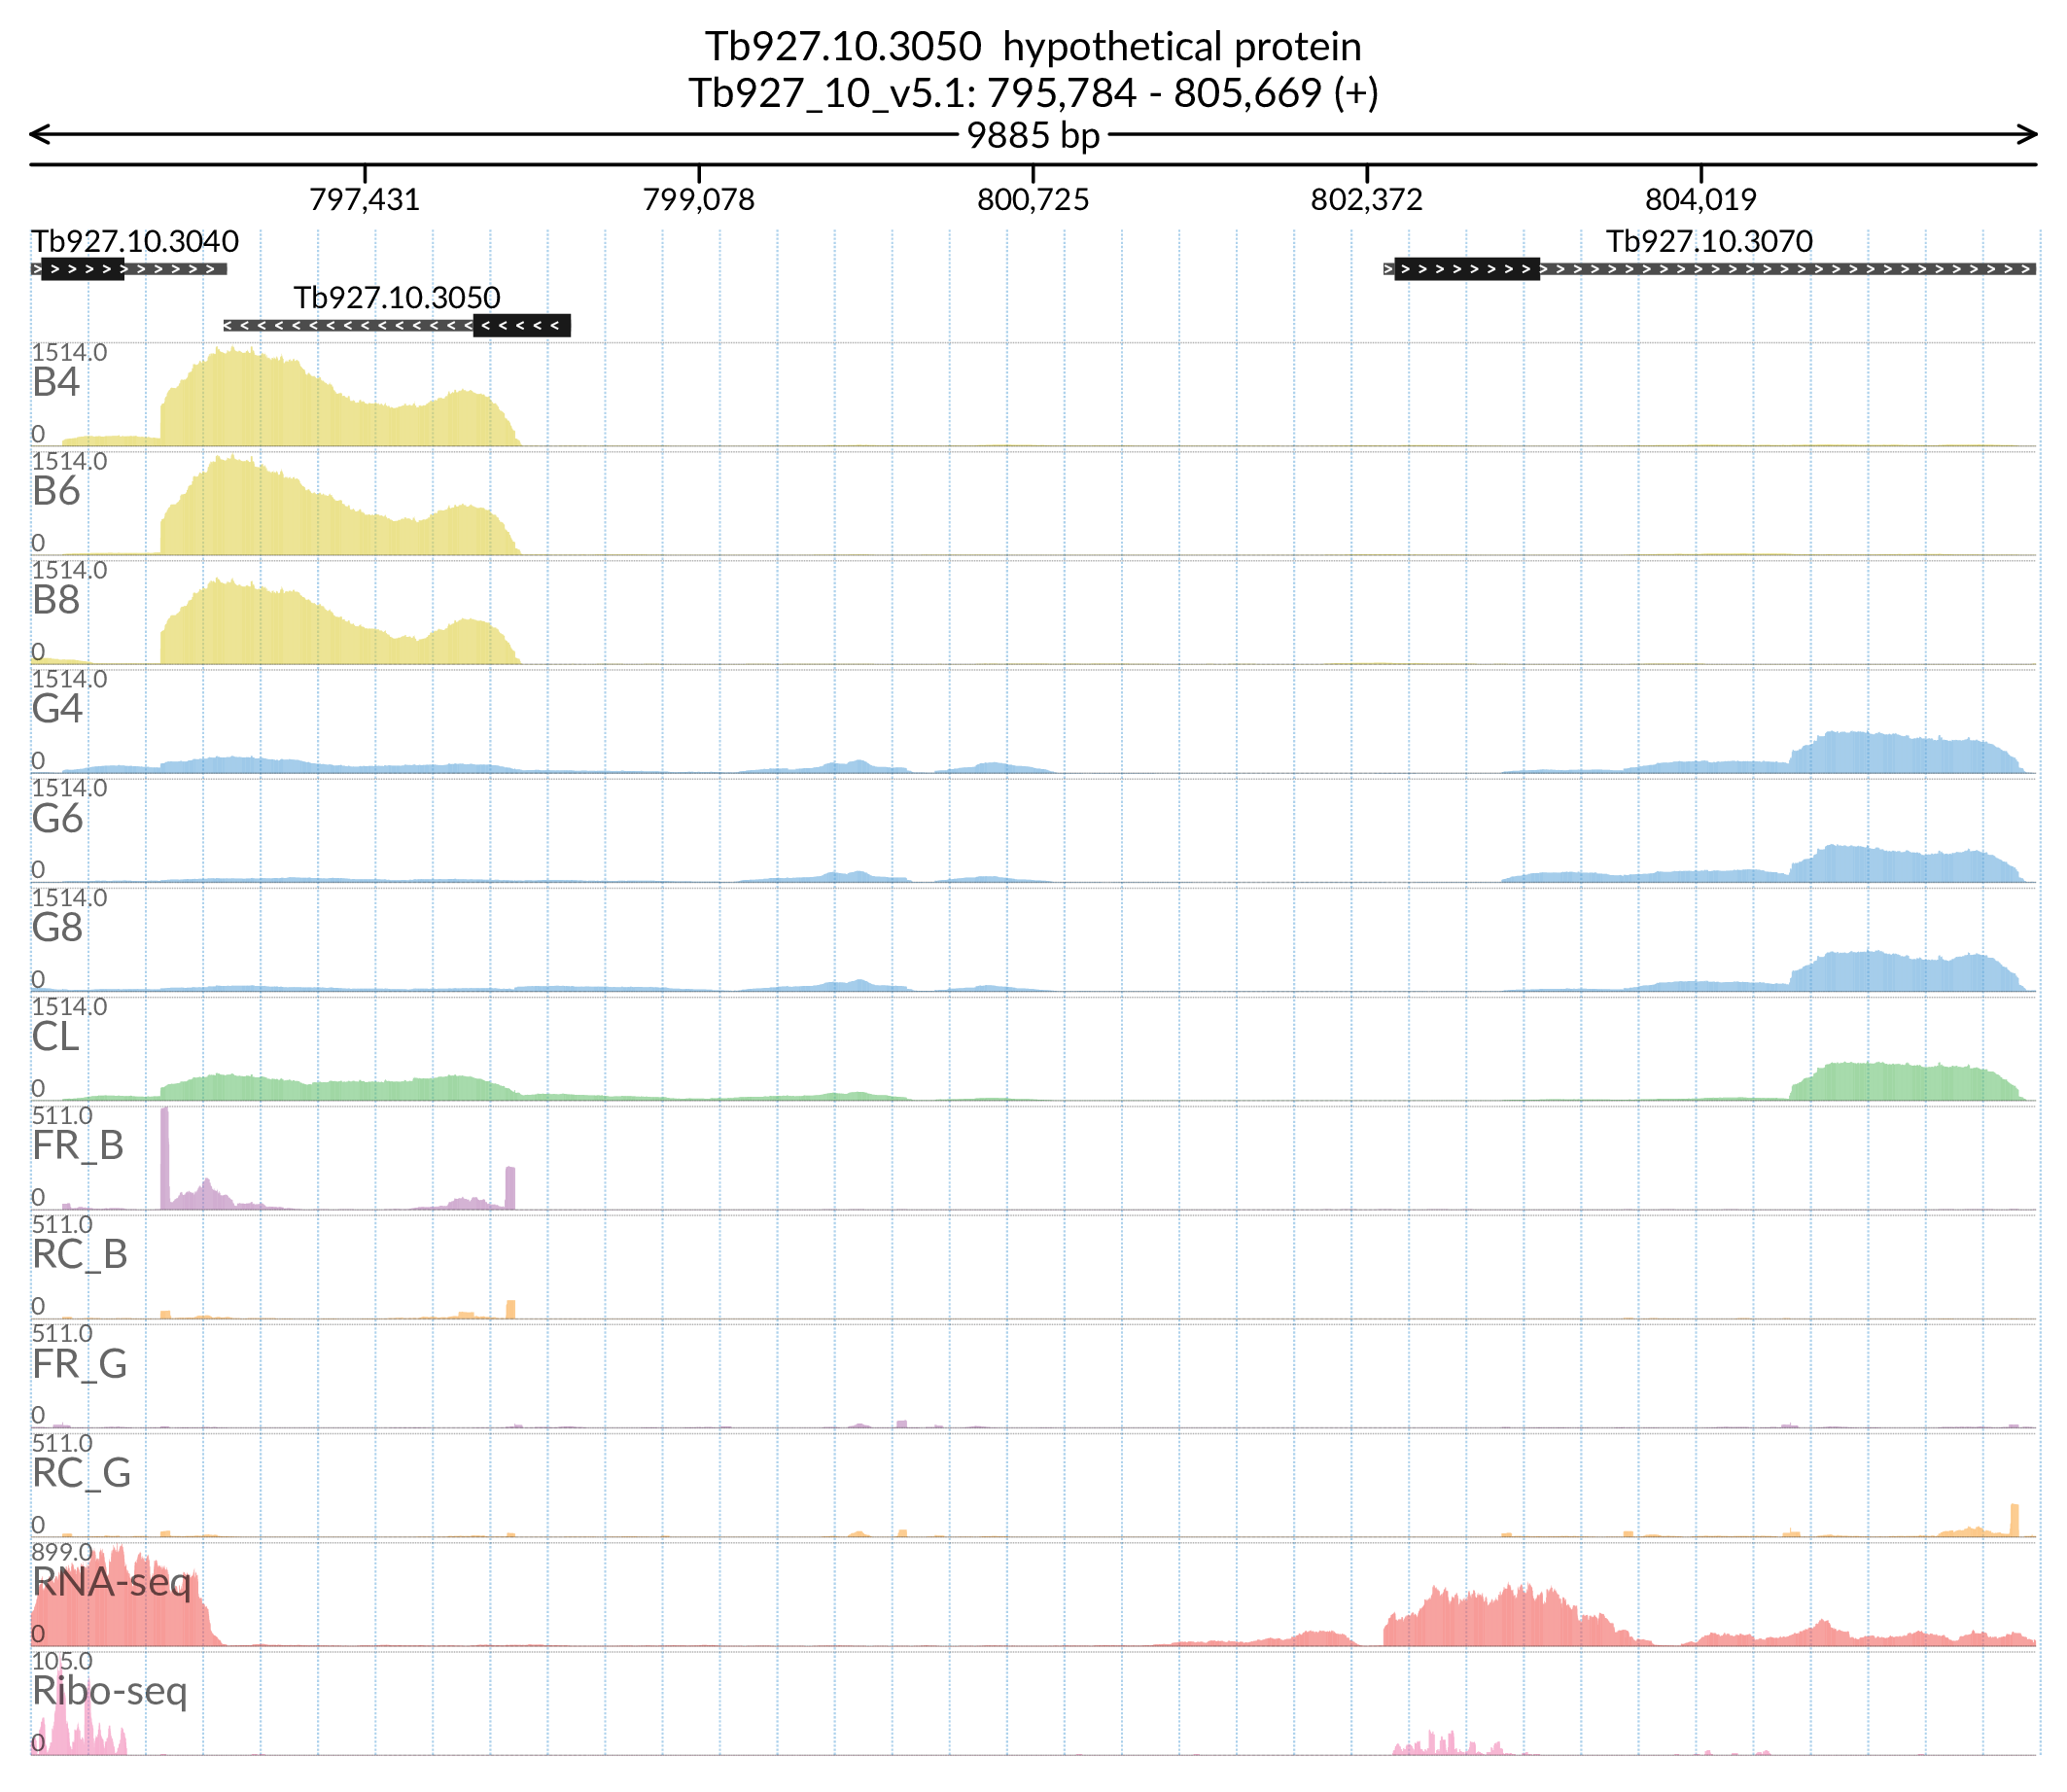 Tb927.10.3050 hypothetical protein
Tb927_10_v5.1: 795,784 - 805,669 (+)
9885 bp
797,431 799,078 800,725 802,372 804,019
Tb927.10.3040 Tb927.10.3070
Tb927.10.3050
1514.0
B4
0
1514.0
B6
0
1514.0
B8
0
1514.0
G4
0
1514.0
G6
0
1514.0
G8
0
1514.0
CL
0
511.0
FR_B
0
511.0
RC_B
0
511.0
FR_G
0
511.0
RC_G
0
899.0
RNA-seq
0
105.0
Ribo-seq
0